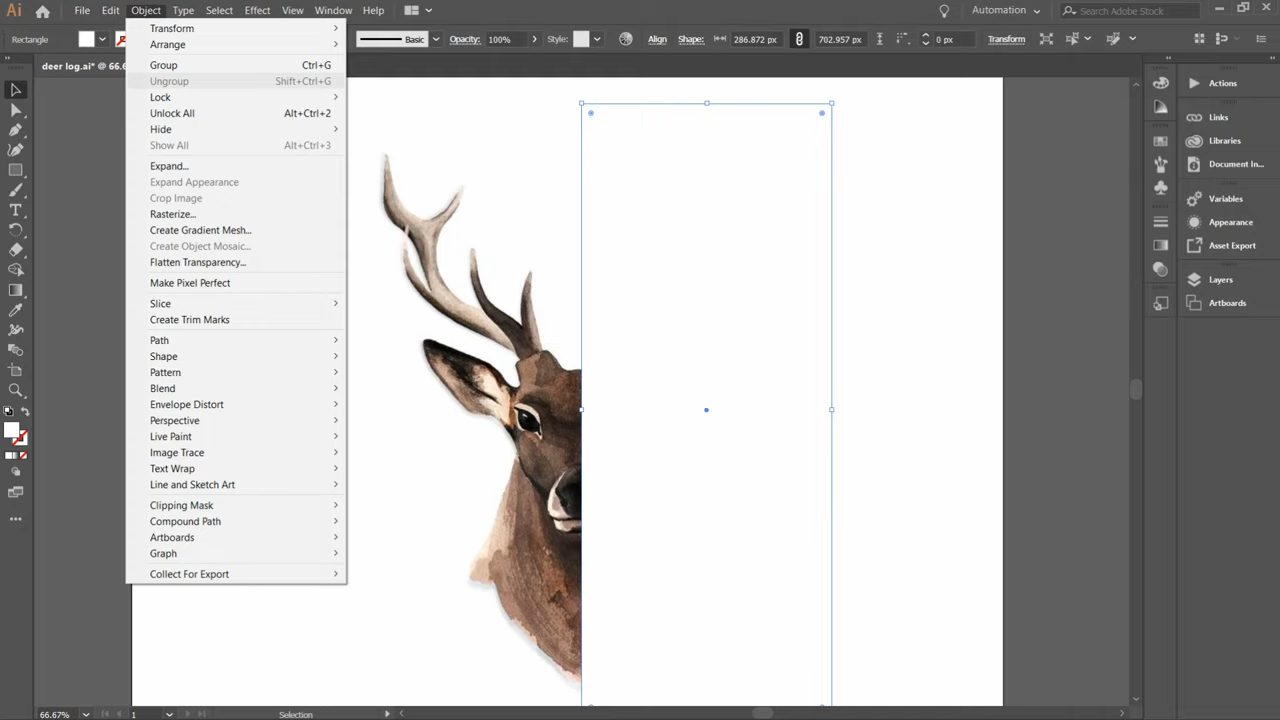 Ai File Edit Object Type Select Effect View Window Help Automation Search Adobe Stock
Rectangle Basic Opacity: 100% Style: Align Shape: 286.872 px 702.957 px 0 px Transform
deer log.ai* @ 66.6
Transform
Arrange
Group Ctrl+G
Ungroup Shift+Ctrl+G
Lock
Unlock All Alt+Ctrl+2
Hide
Show All Alt+Ctrl+3
Expand...
Expand Appearance
Crop Image
Rasterize...
Create Gradient Mesh...
Create Object Mosaic...
Flatten Transparency...
Make Pixel Perfect
Slice
Create Trim Marks
Path
Shape
Pattern
Blend
Envelope Distort
Perspective
Live Paint
Image Trace
Text Wrap
Line and Sketch Art
Clipping Mask
Compound Path
Artboards
Graph
Collect For Export
Actions
Links
Libraries
Document In...
Variables
Appearance
Asset Export
Layers
Artboards
66.67% 1 Selection